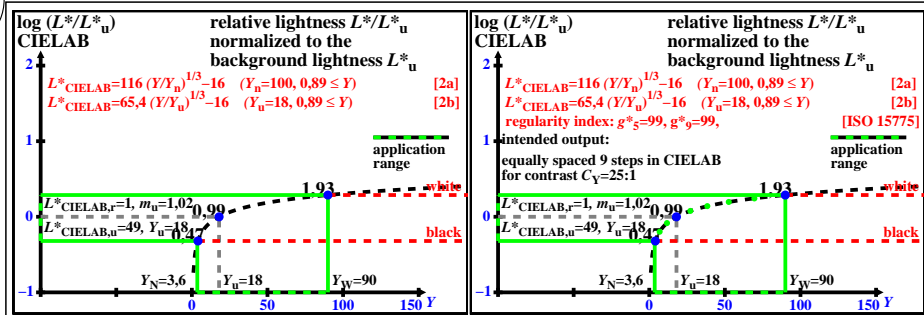 log (L*/L*u)
CIELAB
relative lightness L*/L*u
normalized to the
background lightness L*u
L*CIELAB=116 (Y/Yn)1/3–16 (Yn=100, 0,89 ≤ Y) [2a]
L*CIELAB=65,4 (Y/Yu)1/3–16 (Yu=18, 0,89 ≤ Y) [2b]
application
range
2
1
0
–1
1,93
white
L*CIELAB,r=1, mu=1,02
0,99
L*CIELAB,u=49, Yu=18
0,47
black
YN=3,6
Yu=18
YW=90
0
50
100
150
Y
log (L*/L*u)
CIELAB
relative lightness L*/L*u
normalized to the
background lightness L*u
L*CIELAB=116 (Y/Yn)1/3–16 (Yn=100, 0,89 ≤ Y) [2a]
L*CIELAB=65,4 (Y/Yu)1/3–16 (Yu=18, 0,89 ≤ Y) [2b]
regularity index: g*5=99, g*9=99, [ISO 15775]
intended output:
equally spaced 9 steps in CIELAB
for contrast CY=25:1
application
range
2
1
0
–1
1,93
white
L*CIELAB,r=1, mu=1,02
0,99
L*CIELAB,u=49, Yu=18
0,47
black
YN=3,6
Yu=18
YW=90
0
50
100
150
Y